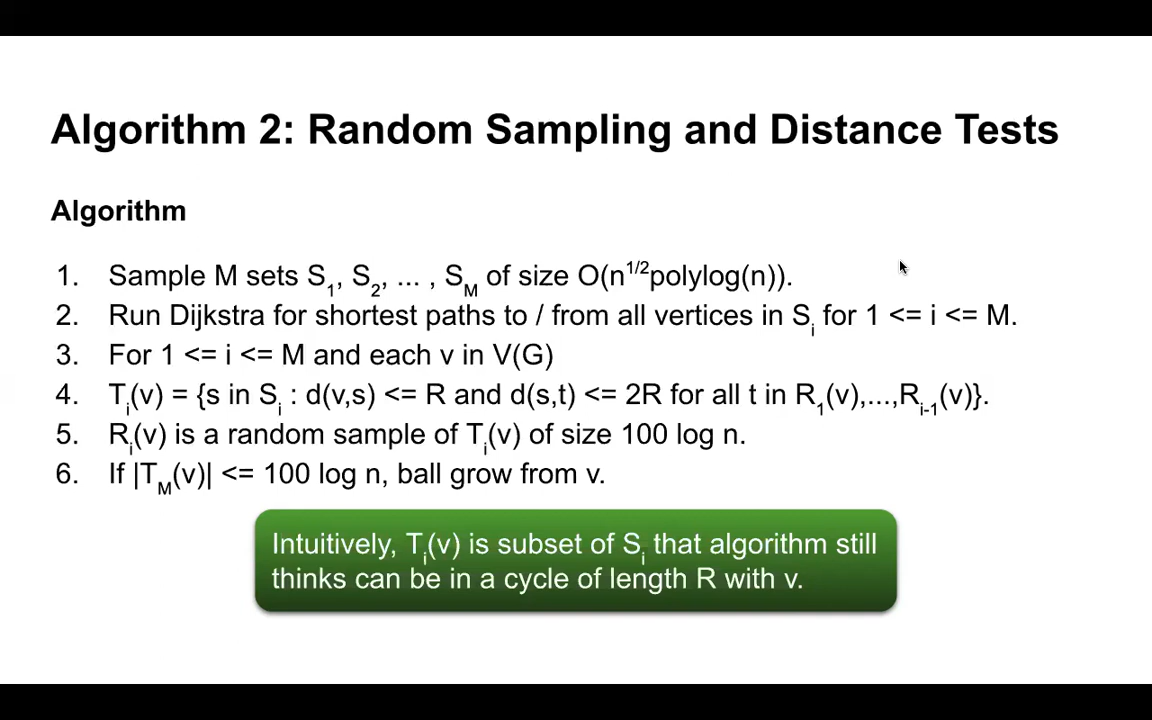 Algorithm 2: Random Sampling and Distance Tests
Algorithm
1. Sample M sets S1, S2, ... , SM of size O(n1/2polylog(n)).
2. Run Dijkstra for shortest paths to / from all vertices in Si for 1 <= i <= M.
3. For 1 <= i <= M and each v in V(G)
4. Ti(v) = {s in Si : d(v,s) <= R and d(s,t) <= 2R for all t in R1(v),...,Ri-1(v)}.
5. Ri(v) is a random sample of Ti(v) of size 100 log n.
6. If |TM(v)| <= 100 log n, ball grow from v.
Intuitively, Ti(v) is subset of Si that algorithm still
thinks can be in a cycle of length R with v.